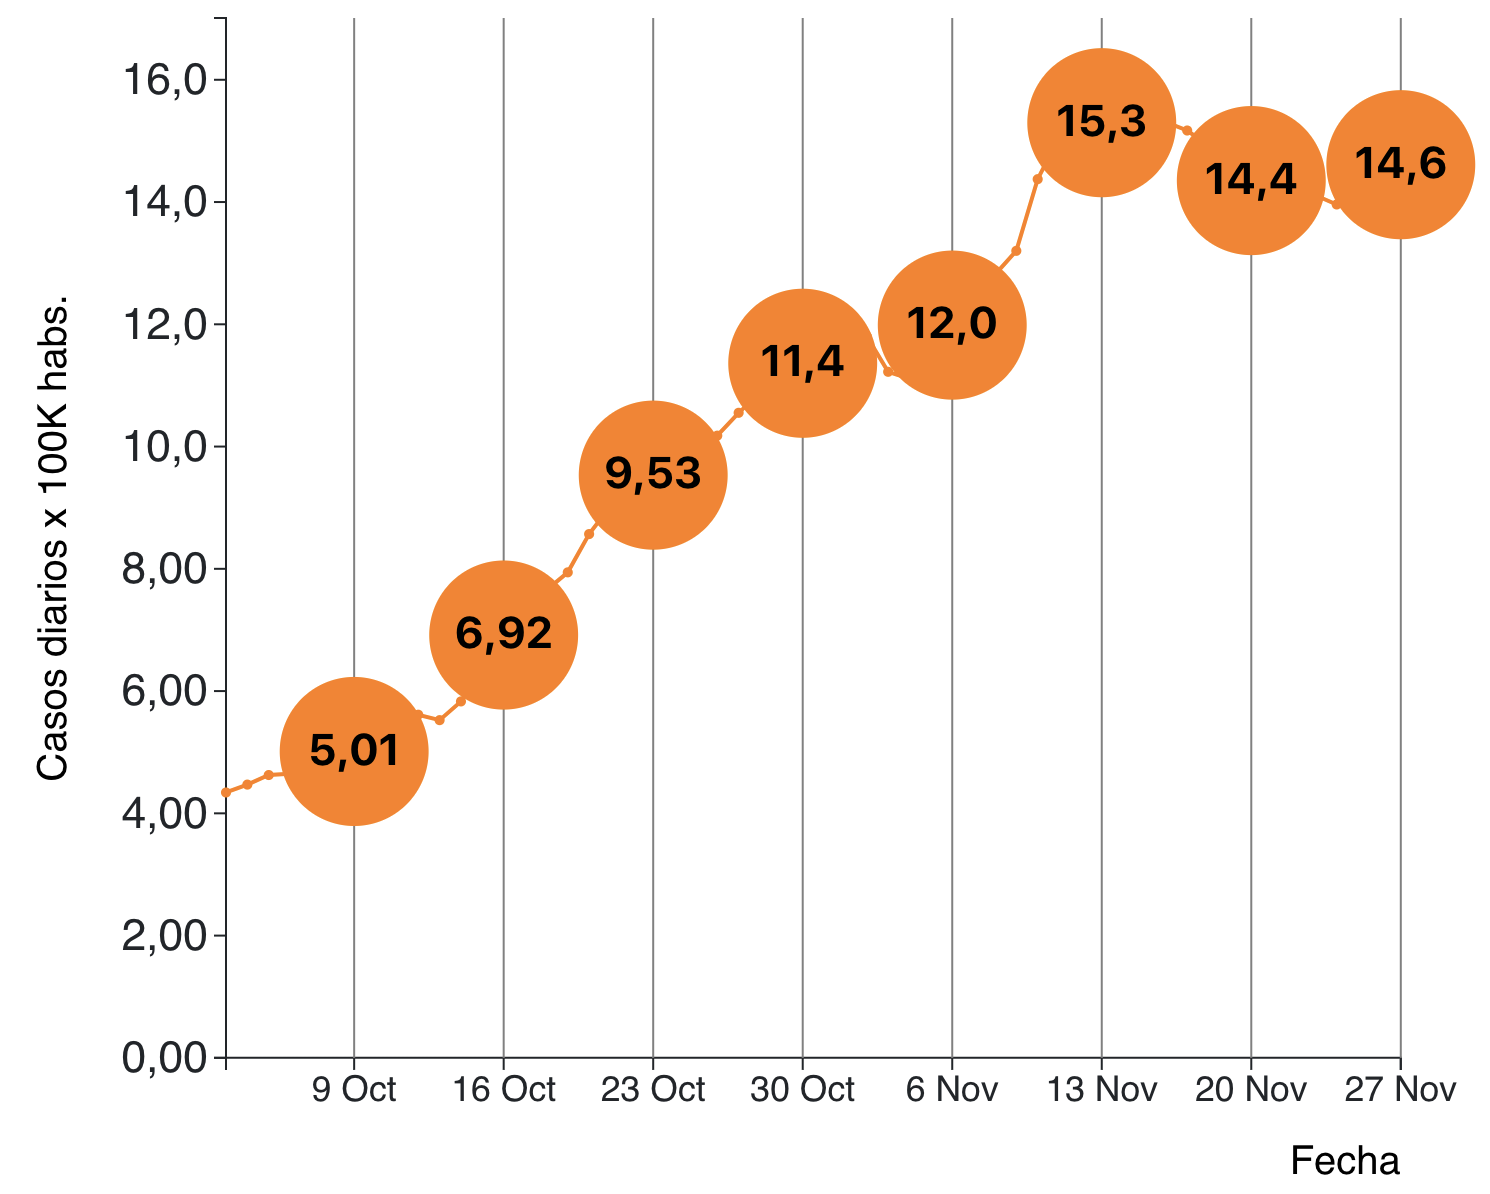 Casos diarios x 100K habs.
16,0
14,0
12,0
10,0
8,00
6,00
4,00
2,00
0,00
5,01
6,92
9,53
11,4
12,0
15,3
14,4
14,6
9 Oct
16 Oct
23 Oct
30 Oct
6 Nov
13 Nov
20 Nov
27 Nov
Fecha